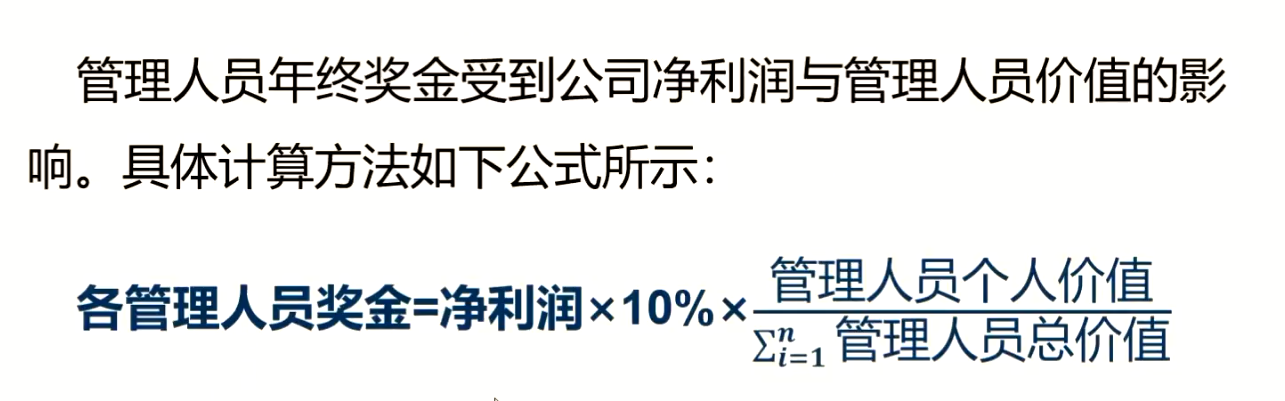 管理人员年终奖金受到公司净利润与管理人员价值的影
响。具体计算方法如下公式所示：
各管理人员奖金=净利润×10%×管理人员个人价值/∑ⁿᵢ₌₁管理人员总价值